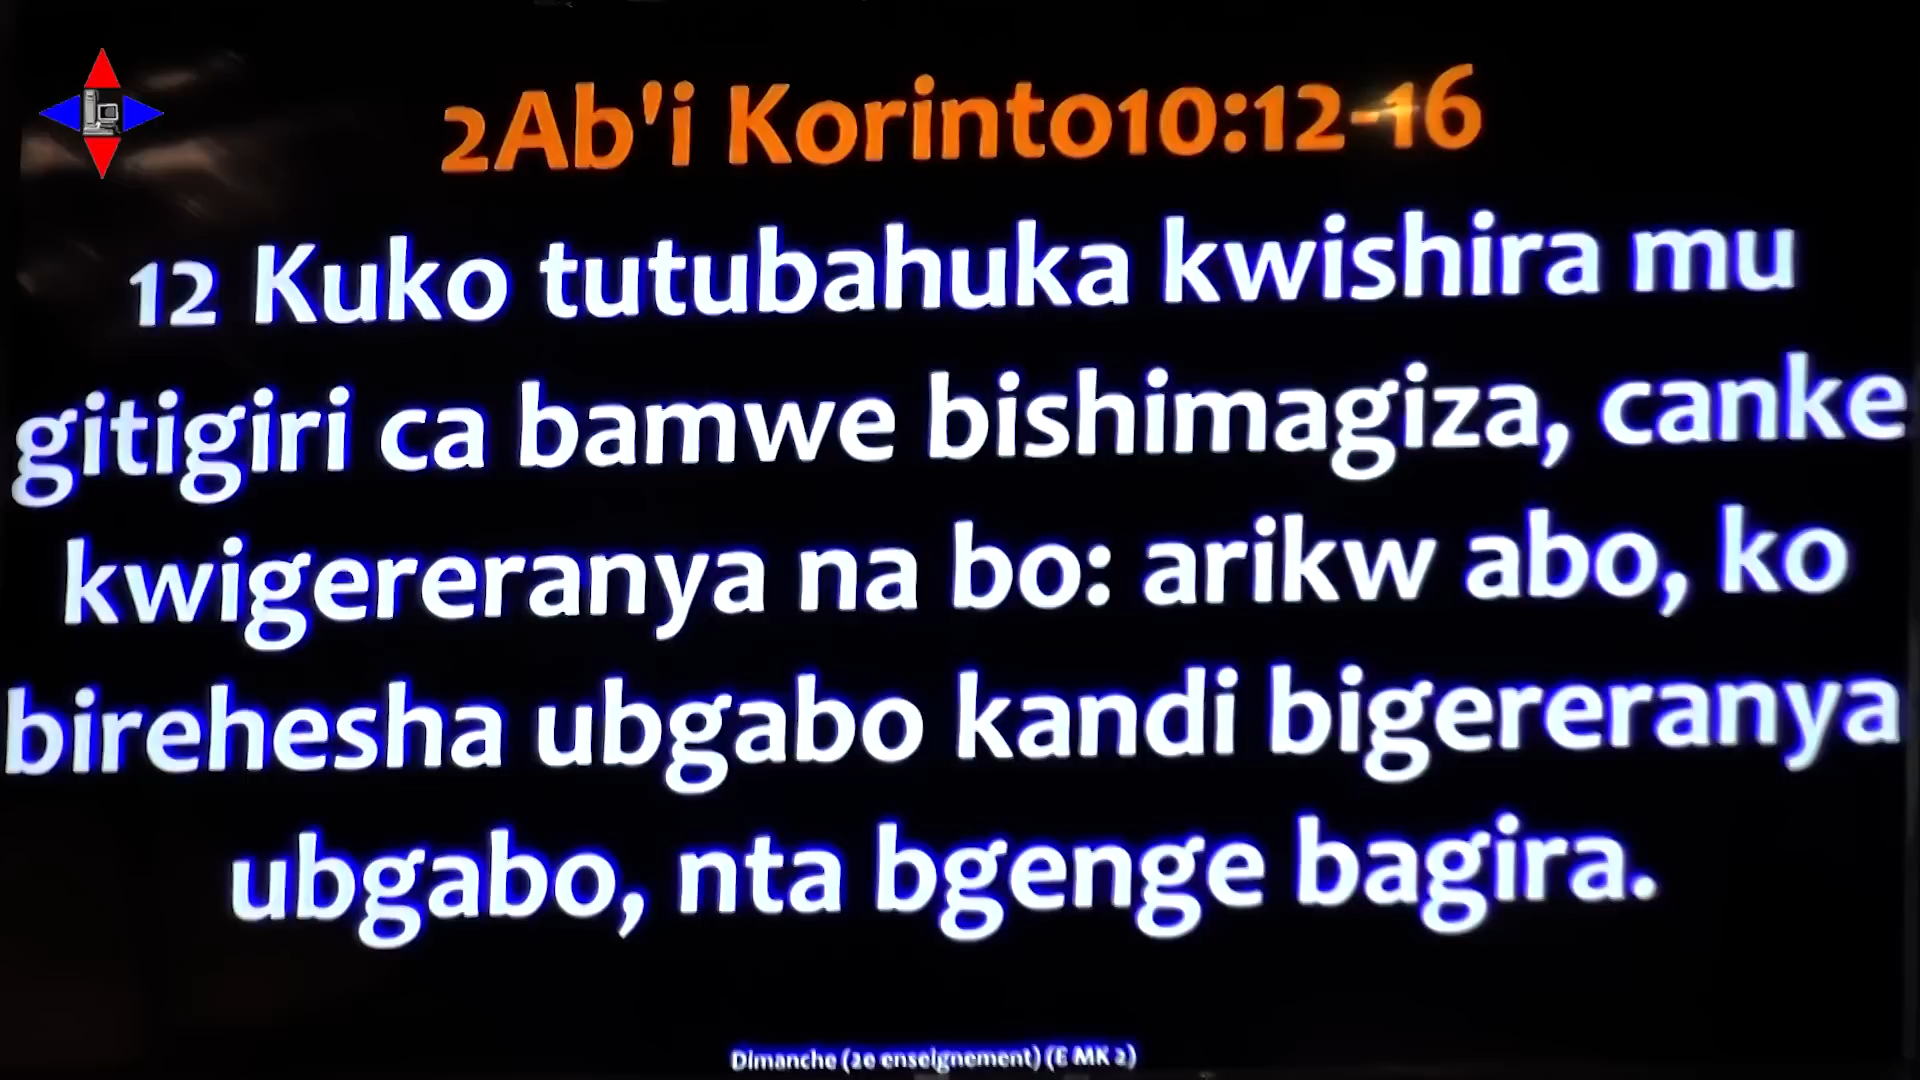 2Ab'i Korinto10:12-16
12 Kuko tutubahuka kwishira mu
gitigiri ca bamwe bishimagiza, canke
kwigereranya na bo: arikw abo, ko
birehesha ubgabo kandi bigereranya
ubgabo, nta bgenge bagira.
Dimanche (2e enseignement) (E MK 2)